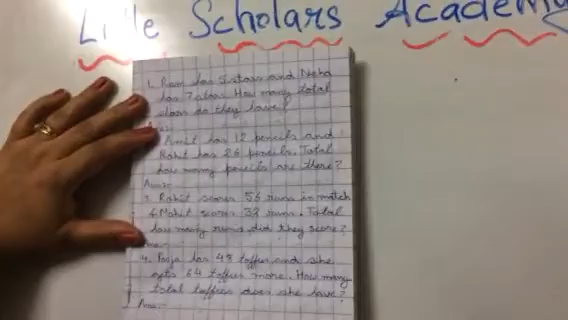 Little Scholars Academy
1. Ram has 5 stars and Neha
has 7 stars. How many total
stars do they have?
Ans:-
Amit has 12 pencils and
Rohit has 26 pencils. Total
how many pencils are there?
Ans:-
3. Rohit scores 56 runs in match
& Mohit scores 32 runs. Total
how many runs did they score?
Ans:-
4. Pooja has 48 toffees and she
gets 64 toffees more. How many
total toffees does she have?
Ans:-